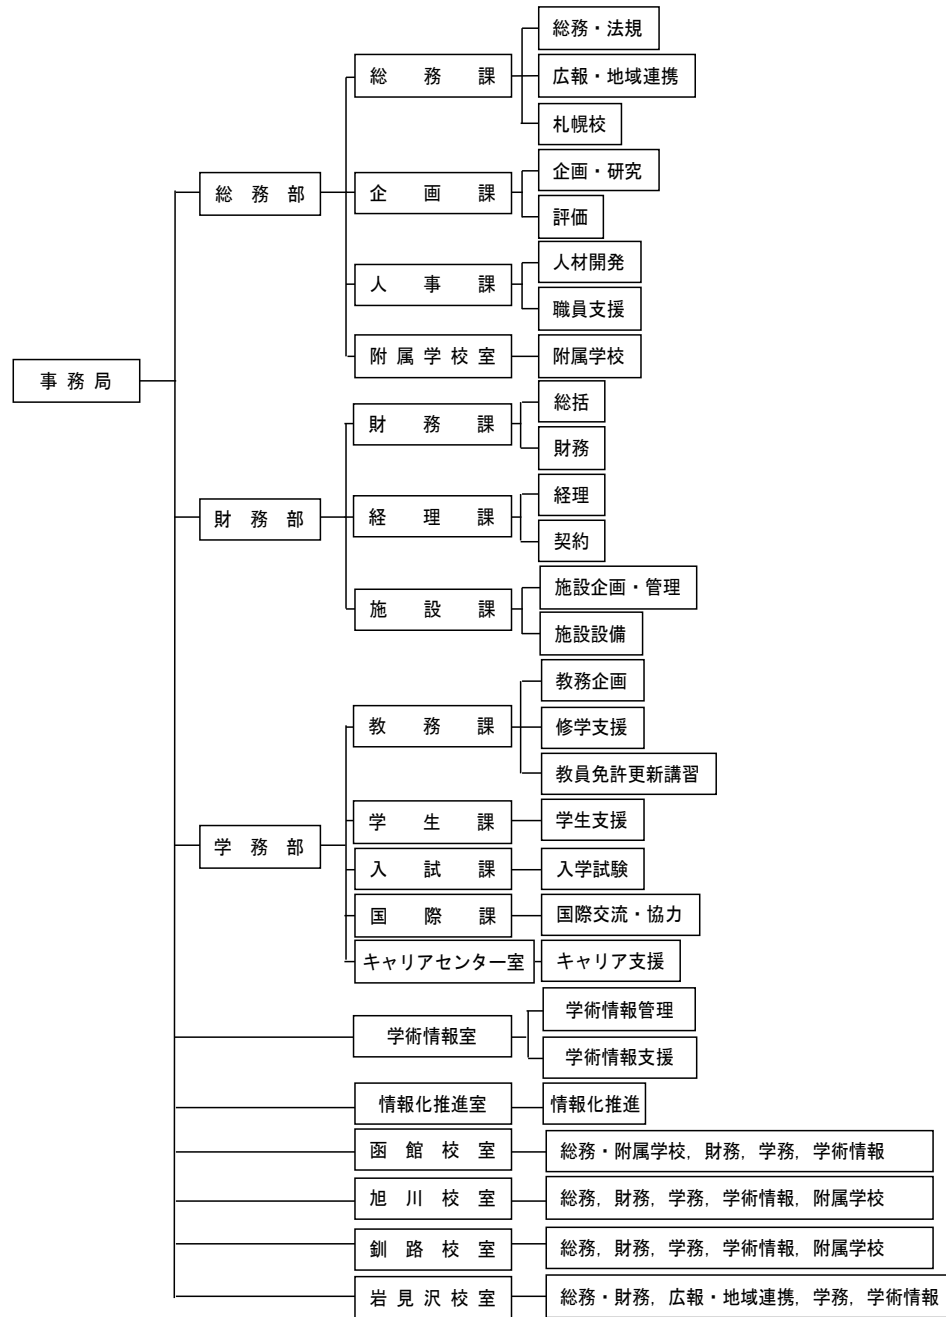 事務局
総務部
総務課
総務・法規
広報・地域連携
札幌校
企画課
企画・研究
評価
人事課
人材開発
職員支援
附属学校室
附属学校
財務部
財務課
総括
財務
経理課
経理
契約
施設課
施設企画・管理
施設設備
学務部
教務課
教務企画
修学支援
教員免許更新講習
学生課
学生支援
入試課
入学試験
国際課
国際交流・協力
キャリアセンター室
キャリア支援
学術情報室
学術情報管理
学術情報支援
情報化推進室
情報化推進
函館校室
総務・附属学校, 財務, 学務, 学術情報
旭川校室
総務, 財務, 学務, 学術情報, 附属学校
釧路校室
総務, 財務, 学務, 学術情報, 附属学校
岩見沢校室
総務・財務, 広報・地域連携, 学務, 学術情報